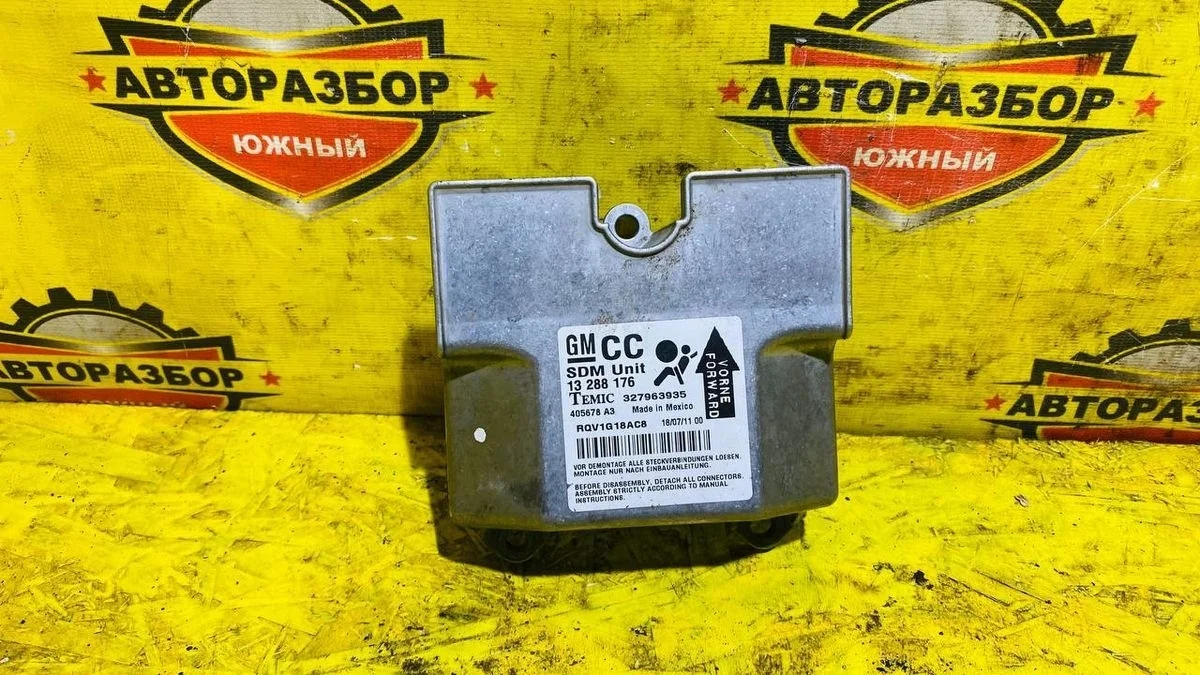 АВТОРАЗБОР
ЮЖНЫЙ
АВТОРАЗБОР
ЮЖНЫЙ
АВТОРАЗБОР
АВТОРАЗБОР
GM CC
SDM Unit
13 288 176
TEMIC 327963935
405678 A3 Made in Mexico
RQV1G18AC8 18/07/11 00
VORNE
FORWARD
VOR DEMONTAGE ALLE STECKVERBINDUNGEN LOESEN.
MONTAGE NUR NACH EINBAUANLEITUNG.
BEFORE DISASSEMBLY, DETACH ALL CONNECTORS.
ASSEMBLY STRICTLY ACCORDING TO MANUAL
INSTRUCTIONS.